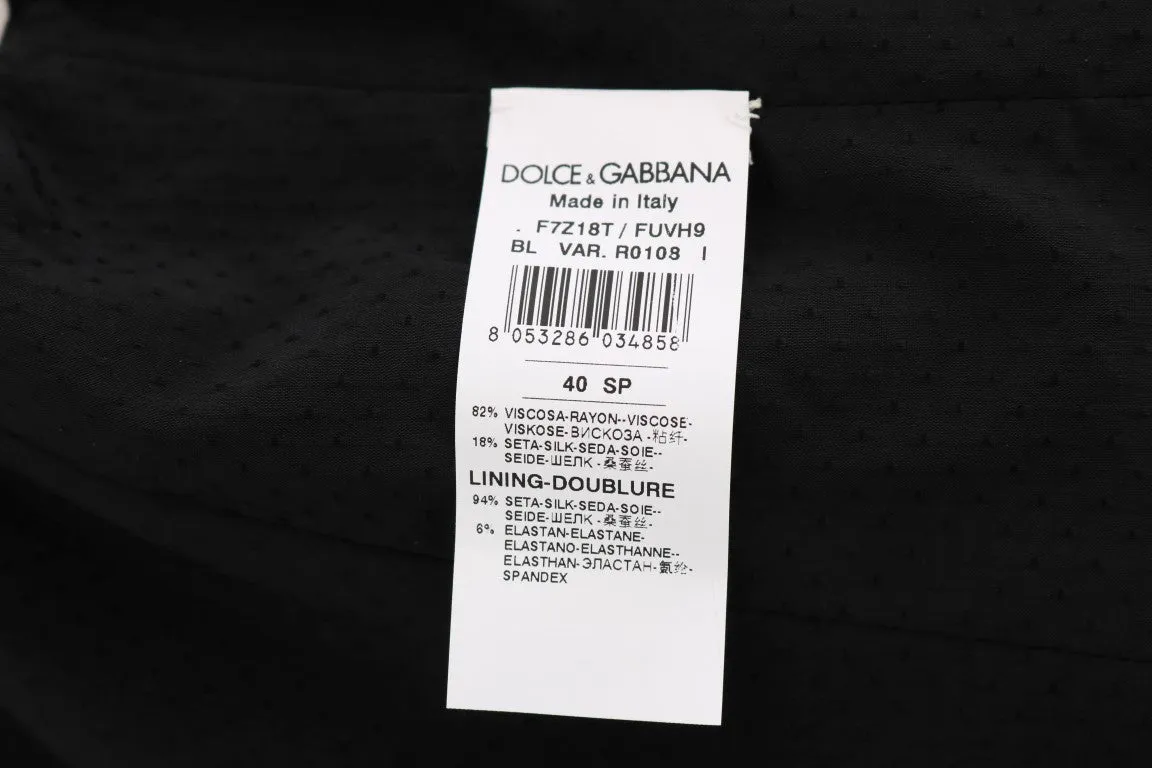 DOLCE & GABBANA
Made in Italy
. F7Z18T / FUVH9
BL VAR. R0108 I
8 053286 034858
40 SP
82% VISCOSA-RAYON--VISCOSE-
VISKOSE-ВИСКОЗА -粘纤-
18% SETA-SILK-SEDA-SOIE--
SEIDE-ШЕЛК -桑蚕丝-
LINING-DOUBLURE
94% SETA-SILK-SEDA-SOIE--
SEIDE-ШЕЛК -桑蚕丝-
6% ELASTAN-ELASTANE-
ELASTANO-ELASTHANNE--
ELASTHAN-ЭЛАСТАН-氨纶-
SPANDEX